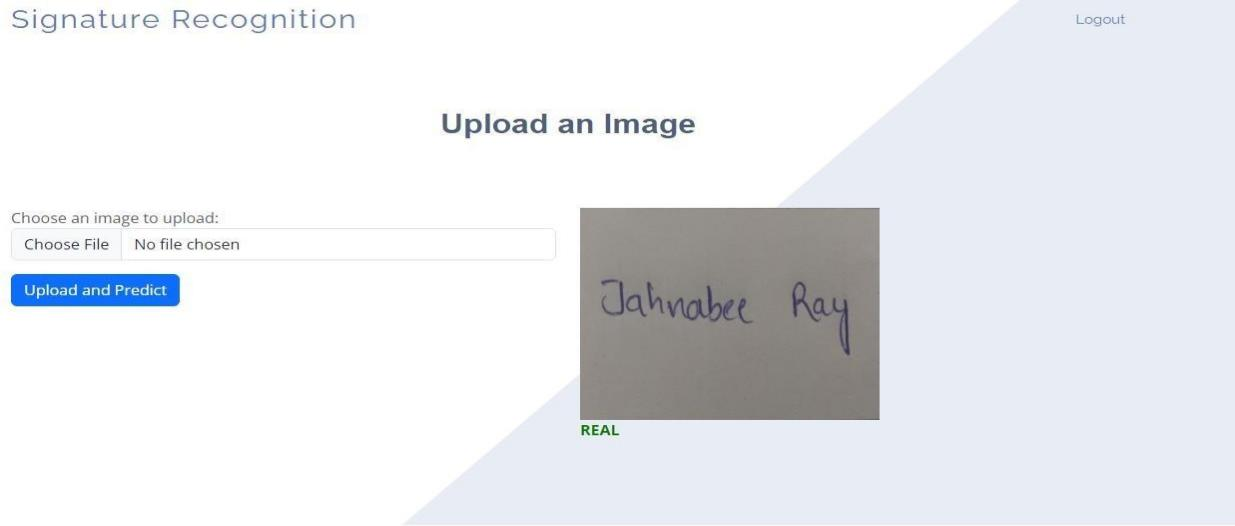 Signature Recognition
Logout
Upload an Image
Choose an image to upload:
Choose File No file chosen
Upload and Predict
Jahnabee Ray
REAL